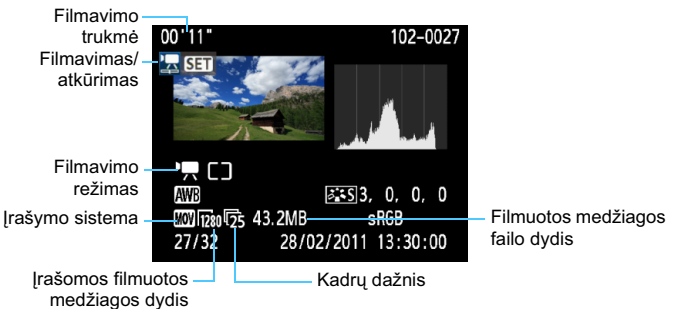 Filmavimo
trukmė
Filmavimas/
atkūrimas
Filmavimo
režimas
Įrašymo sistema
Įrašomos filmuotos
medžiagos dydis
Kadrų dažnis
Filmuotos medžiagos
failo dydis
00'11" 102-0027
SET
AWB S 3, 0, 0, 0
MOV 1280 25 43.2MB sRGB
27/32 28/02/2011 13:30:00